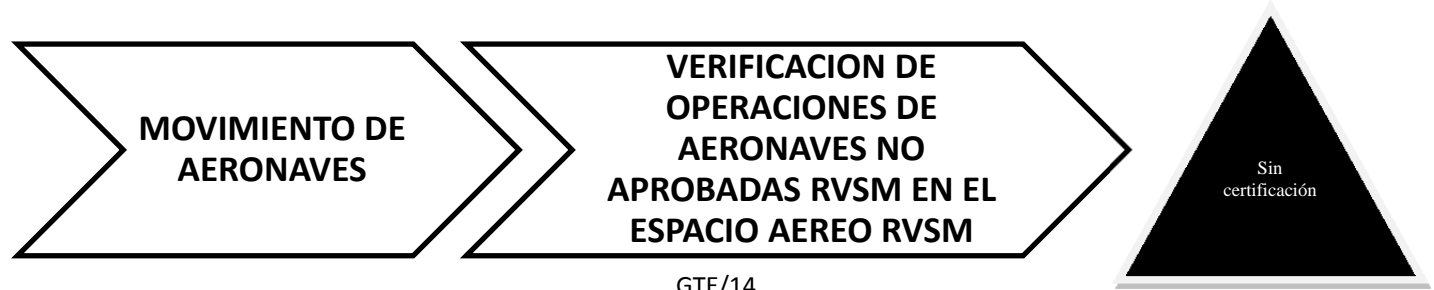 MOVIMIENTO DE
AERONAVES
VERIFICACION DE
OPERACIONES DE
AERONAVES NO
APROBADAS RVSM EN EL
ESPACIO AEREO RVSM
Sin
certificación
GTE/14